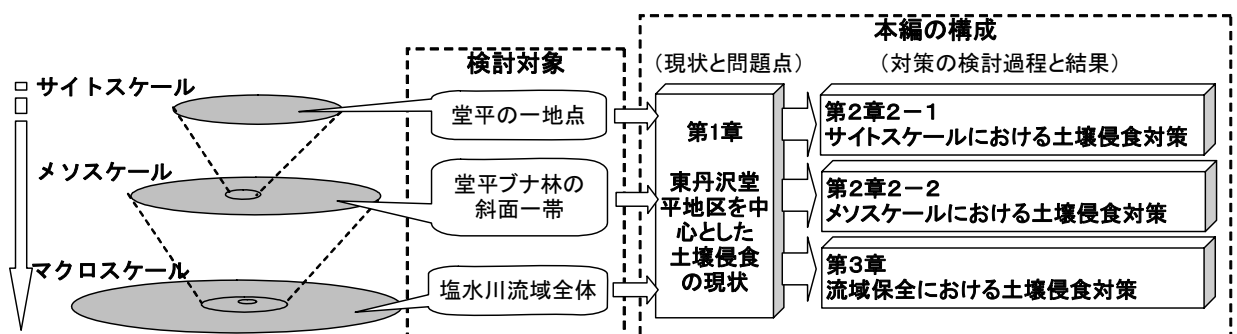 本編の構成
検討対象
（現状と問題点）
（対策の検討過程と結果）
サイトスケール
堂平の一地点
メソスケール
堂平ブナ林の
斜面一帯
マクロスケール
塩水川流域全体
第1章
東丹沢堂
平地区を中
心とした
土壌侵食
の現状
第2章2－1
サイトスケールにおける土壌侵食対策
第2章2－2
メソスケールにおける土壌侵食対策
第3章
流域保全における土壌侵食対策